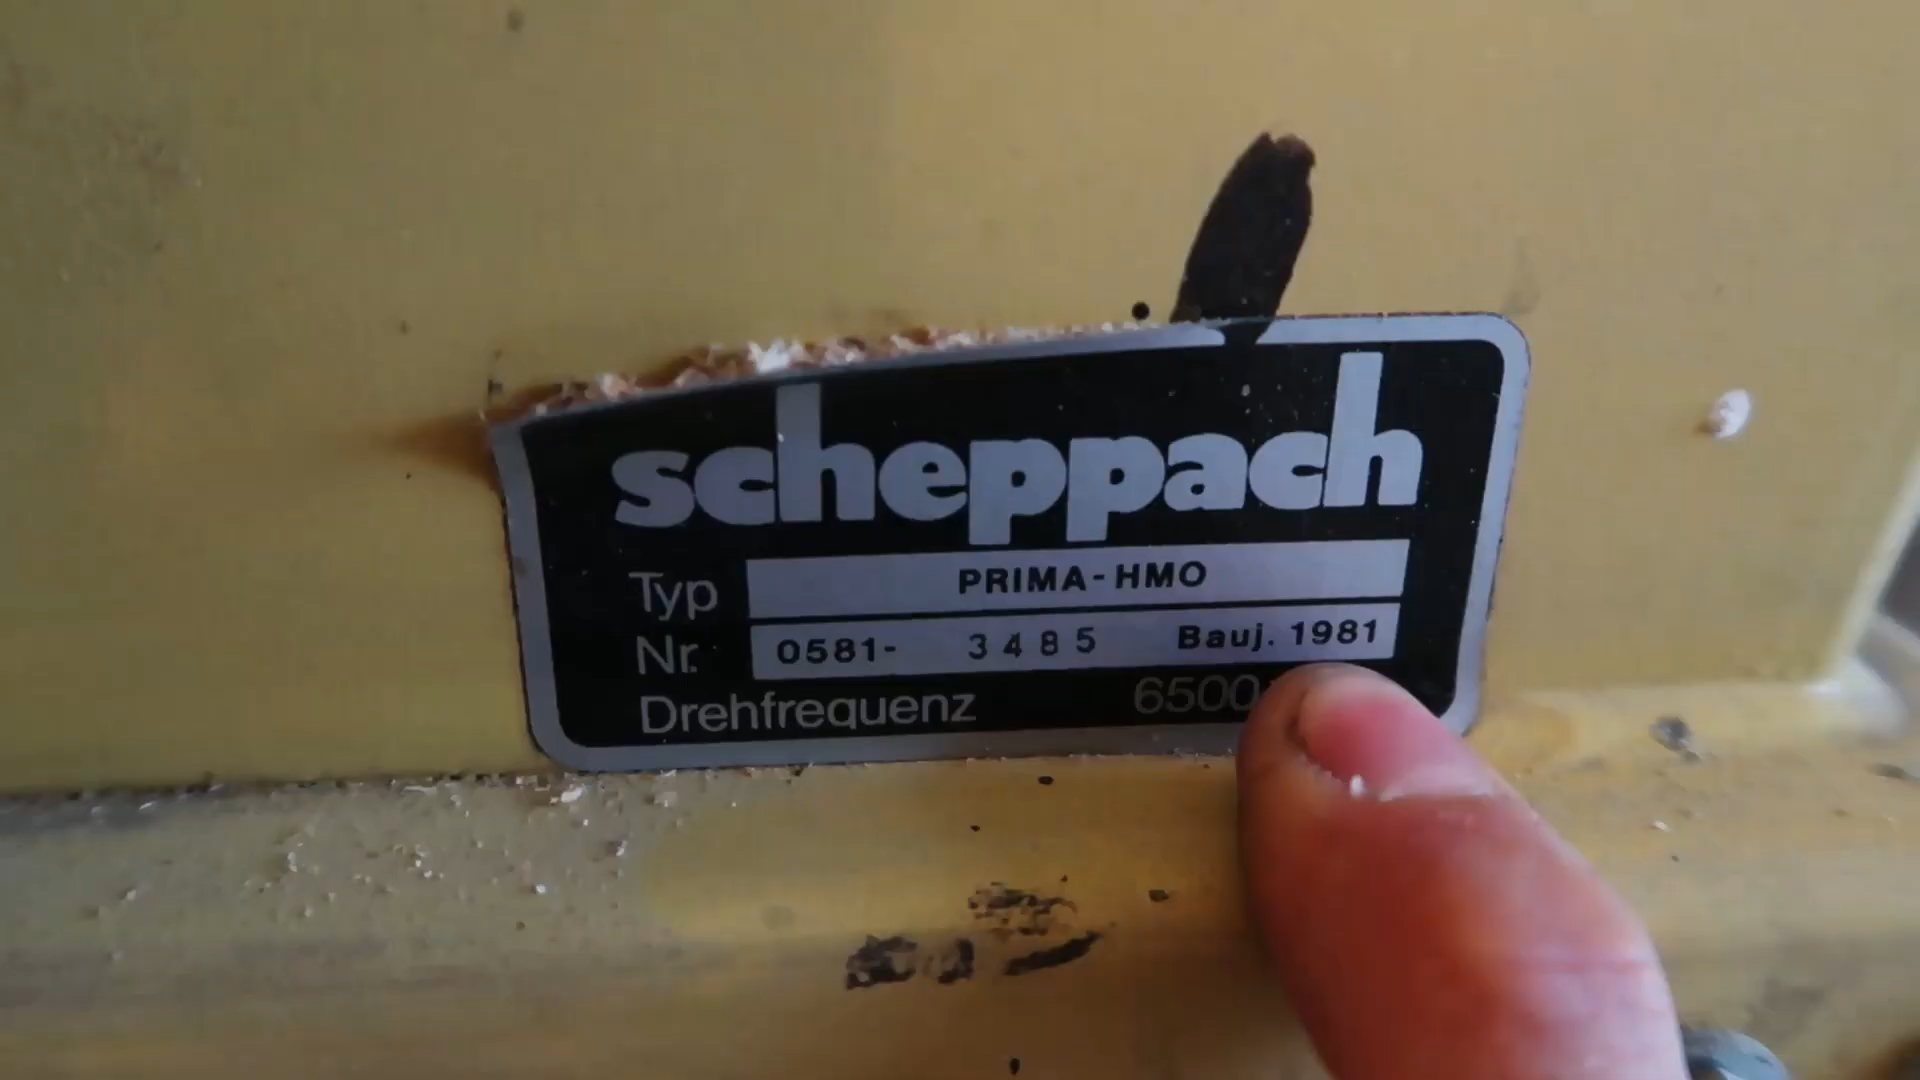 scheppach
Typ PRIMA-HMO
Nr. 0581- 3485 Bauj. 1981
Drehfrequenz 6500